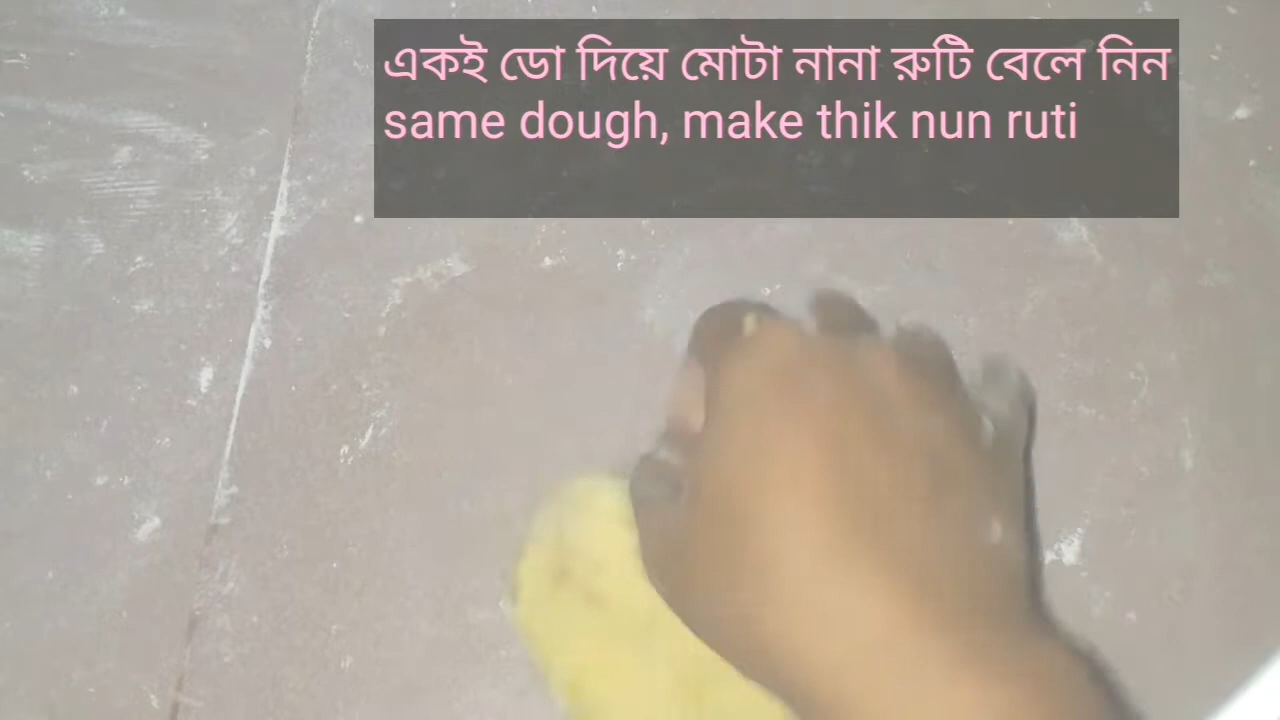 একই ডো দিয়ে মোটা নানা রুটি বেলে নিন
same dough, make thik nun ruti